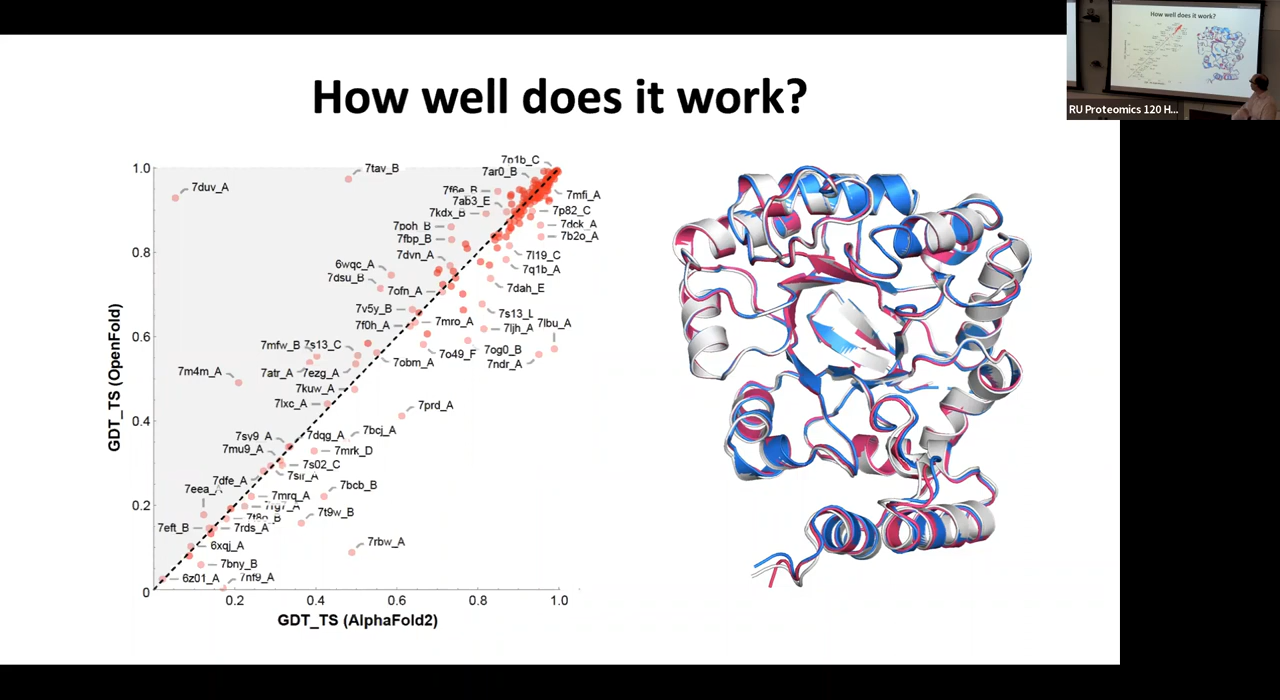 How well does it work?
How well does it work?
RU Proteomics 120 H...
GDT_TS (OpenFold)
1.0
0.8
0.6
0.4
0.2
0
0.2
0.4
0.6
0.8
1.0
GDT_TS (AlphaFold2)
7duv_A
7tav_B
7n1b_C
7ar0_B
7f6e_B
7mfi_A
7ab3_E
7kdx_B
7p82_C
7poh_B
7dck_A
7fbp_B
7b2o_A
7dvn_A
7l19_C
6wqc_A
7q1b_A
7dsu_B
7dah_E
7ofn_A
7v5y_B
7s13_L
7f0h_A
7mro_A
7ljh_A
7lbu_A
7mfw_B
7s13_C
7o49_F
7og0_B
7m4m_A
7atr_A
7ezg_A
7obm_A
7ndr_A
7kuw_A
7lxc_A
7prd_A
7sy9_A
7dqg_A
7bcj_A
7mu9_A
7mrk_D
7s02_C
7dfe_A
7sir_A
7bcb_B
7mrq_A
7t9w_B
7eft_B
7rds_A
7rbw_A
6xqj_A
7bny_B
6z01_A
7nf9_A